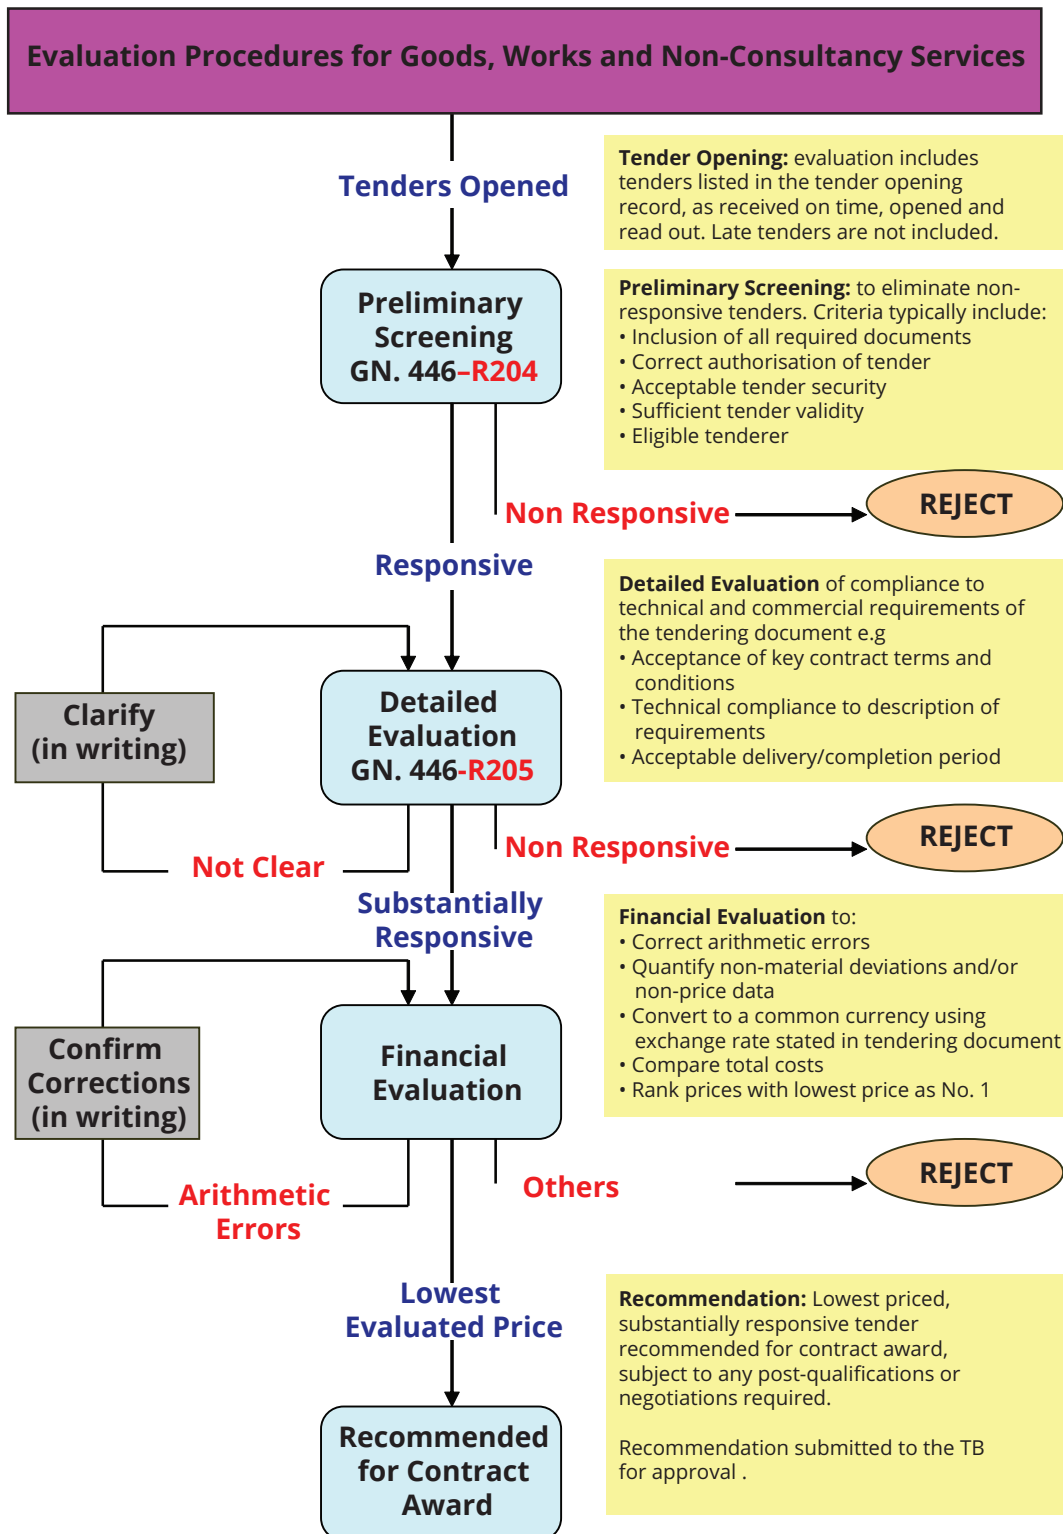 Evaluation Procedures for Goods, Works and Non-Consultancy Services
Tenders Opened
Tender Opening: evaluation includes
tenders listed in the tender opening
record, as received on time, opened and
read out. Late tenders are not included.
Preliminary
Screening
GN. 446–R204
Preliminary Screening: to eliminate non-
responsive tenders. Criteria typically include:
• Inclusion of all required documents
• Correct authorisation of tender
• Acceptable tender security
• Sufficient tender validity
• Eligible tenderer
Non Responsive
REJECT
Responsive
Detailed Evaluation of compliance to
technical and commercial requirements of
the tendering document e.g
• Acceptance of key contract terms and
conditions
• Technical compliance to description of
requirements
• Acceptable delivery/completion period
Clarify
(in writing)
Detailed
Evaluation
GN. 446-R205
Not Clear
Non Responsive
REJECT
Substantially
Responsive
Financial Evaluation to:
• Correct arithmetic errors
• Quantify non-material deviations and/or
non-price data
• Convert to a common currency using
exchange rate stated in tendering document
• Compare total costs
• Rank prices with lowest price as No. 1
Confirm
Corrections
(in writing)
Financial
Evaluation
Arithmetic
Errors
Others
REJECT
Lowest
Evaluated Price
Recommendation: Lowest priced,
substantially responsive tender
recommended for contract award,
subject to any post-qualifications or
negotiations required.
Recommendation submitted to the TB
for approval .
Recommended
for Contract
Award